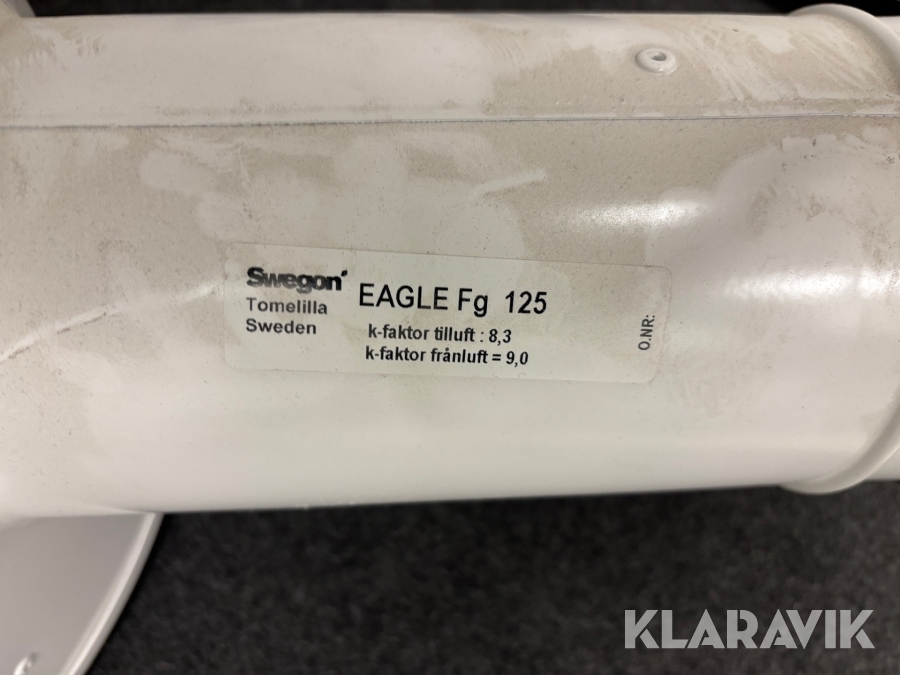 Swegon
EAGLE Fg 125
Tomelilla
Sweden
k-faktor tilluft : 8,3
k-faktor frånluft = 9,0
O.NR:
KLARAVIK